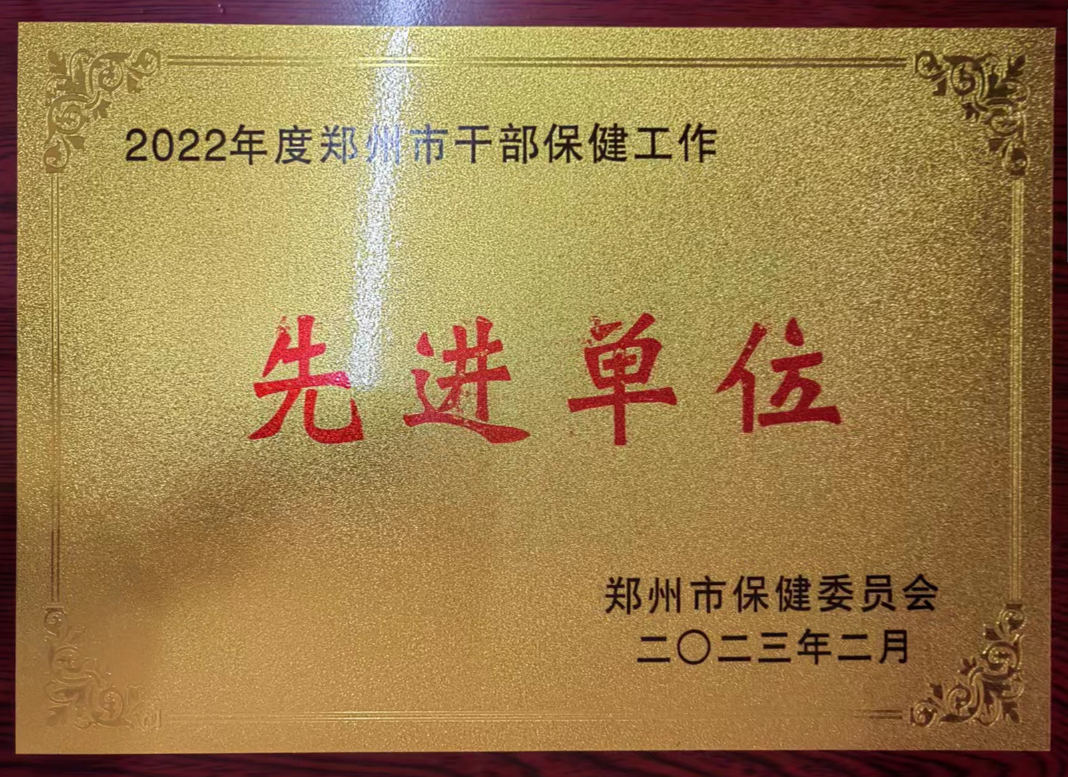 2022年度郑州市干部保健工作
先进单位
郑州市保健委员会
二〇二三年二月